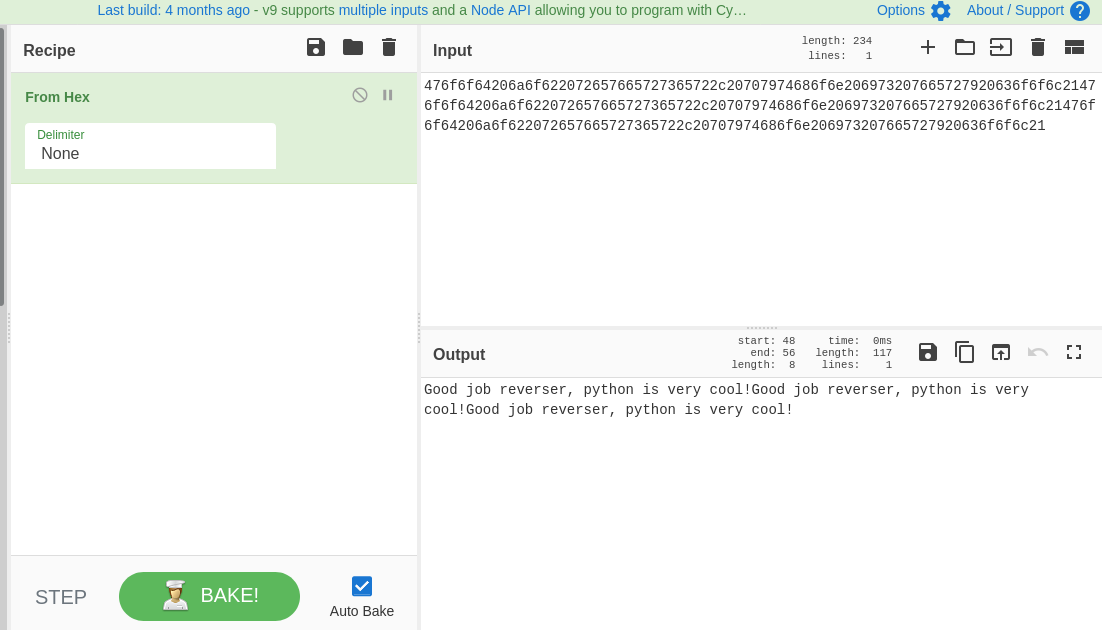 Last build: 4 months ago - v9 supports multiple inputs and a Node API allowing you to program with Cy…
Options
About / Support
Recipe
From Hex
Delimiter
None
STEP
BAKE!
Auto Bake
Input
length: 234
lines: 1
476f6f64206a6f622072657665727365722c20707974686f6e206973207665727920636f6f6c2147
6f6f64206a6f622072657665727365722c20707974686f6e206973207665727920636f6f6c21476f
6f64206a6f622072657665727365722c20707974686f6e206973207665727920636f6f6c21
Output
start: 48 time: 0ms
end: 56 length: 117
length: 8 lines: 1
Good job reverser, python is very cool!Good job reverser, python is very
cool!Good job reverser, python is very cool!